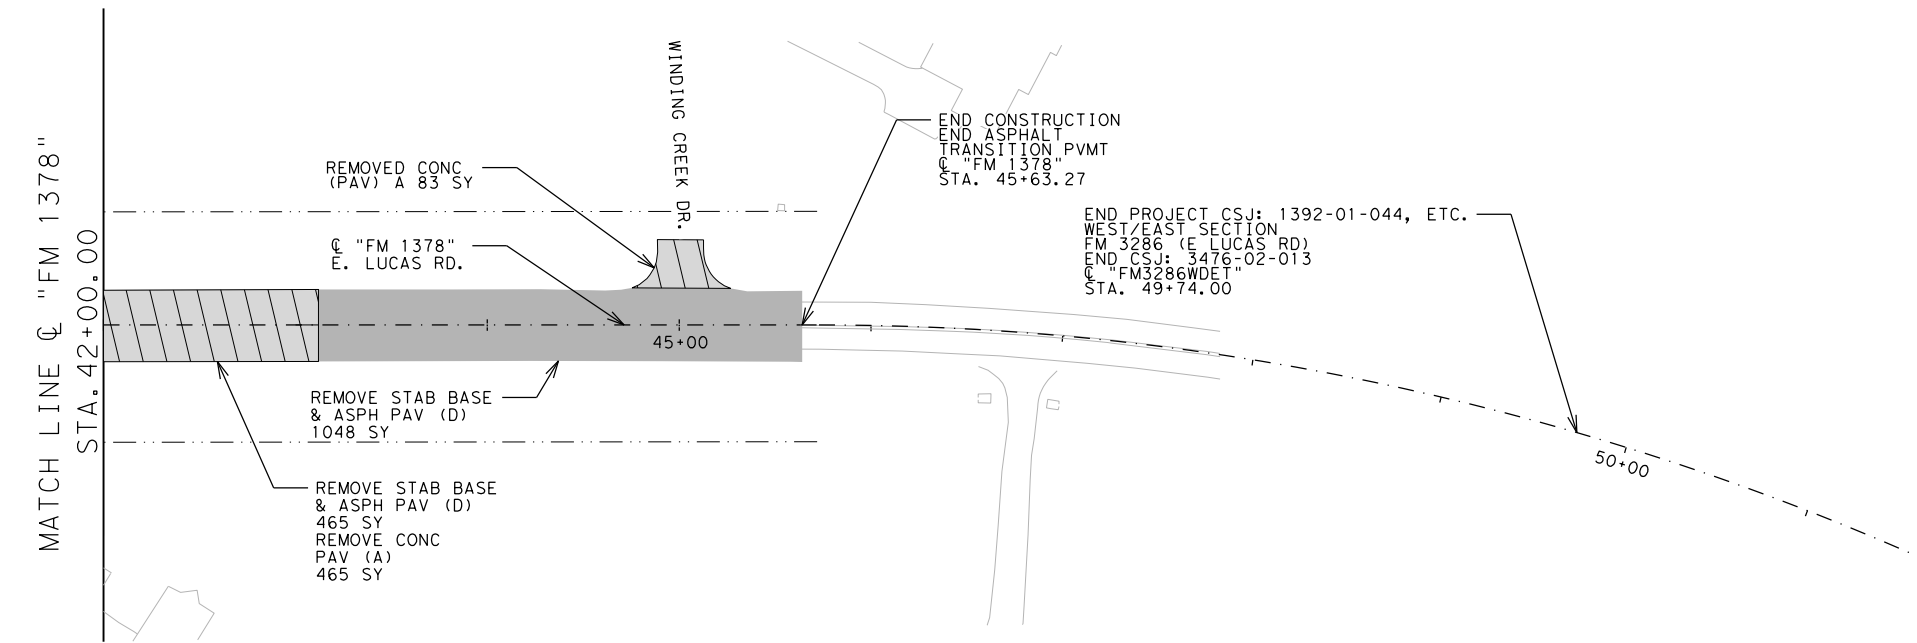 MATCH LINE ℄ "FM 1378"
STA. 42+00.00
REMOVED CONC
(PAV) A 83 SY
℄ "FM 1378"
E. LUCAS RD.
WINDING CREEK DR.
45+00
END CONSTRUCTION
END ASPHALT
TRANSITION PVMT
℄ "FM 1378"
STA. 45+63.27
END PROJECT CSJ: 1392-01-044, ETC.
WEST/EAST SECTION
FM 3286 (E LUCAS RD)
END CSJ: 3476-02-013
℄ "FM3286WDET"
STA. 49+74.00
50+00
REMOVE STAB BASE
& ASPH PAV (D)
1048 SY
REMOVE STAB BASE
& ASPH PAV (D)
465 SY
REMOVE CONC
PAV (A)
465 SY